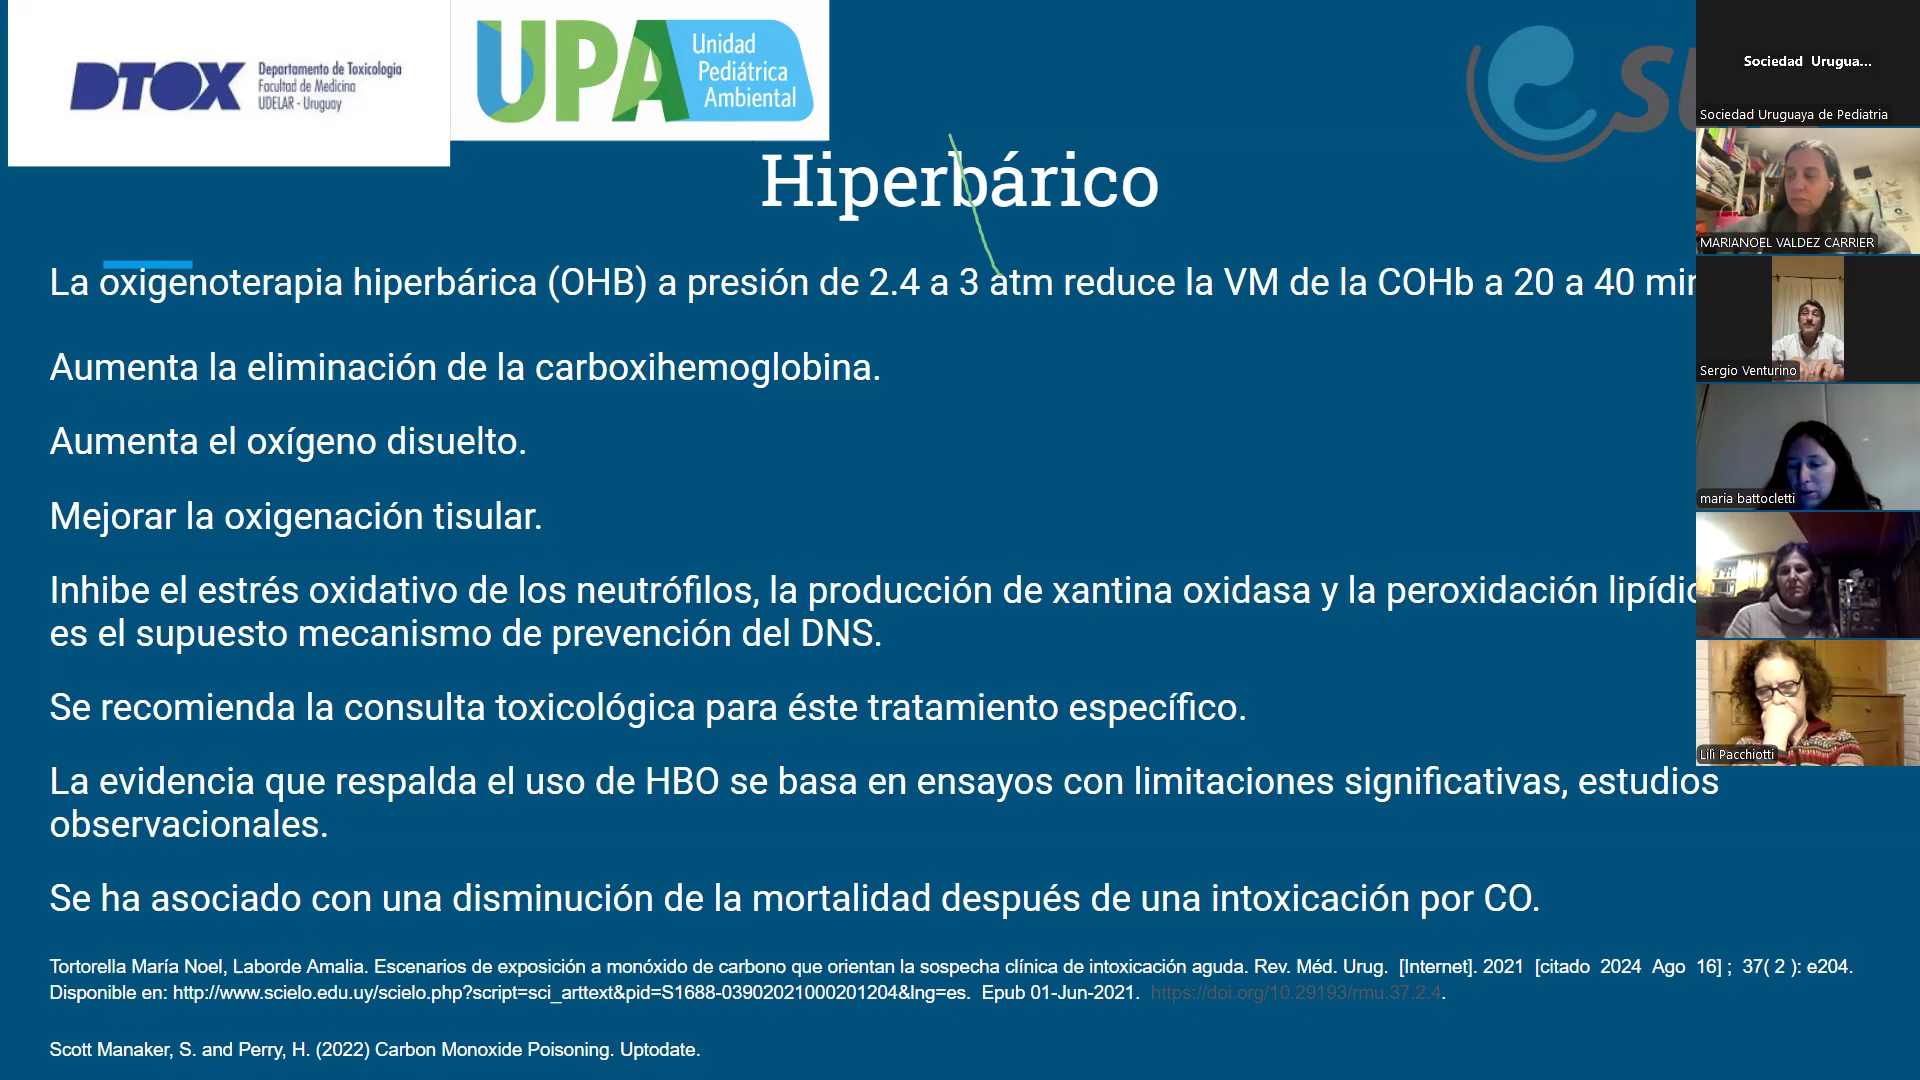 DTOX
Departamento de Toxicología
Facultad de Medicina
UDELAR - Uruguay
UPA
Unidad
Pediátrica
Ambiental
Sociedad Urugua...
Sociedad Uruguaya de Pediatria
MARIANOEL VALDEZ CARRIER
Sergio Venturino
maria battocletti
Lili Pacchiotti
Hiperbárico
La oxigenoterapia hiperbárica (OHB) a presión de 2.4 a 3 atm reduce la VM de la COHb a 20 a 40
Aumenta la eliminación de la carboxihemoglobina.
Aumenta el oxígeno disuelto.
Mejorar la oxigenación tisular.
Inhibe el estrés oxidativo de los neutrófilos, la producción de xantina oxidasa y la peroxidación
es el supuesto mecanismo de prevención del DNS.
Se recomienda la consulta toxicológica para éste tratamiento específico.
La evidencia que respalda el uso de HBO se basa en ensayos con limitaciones significativas, estudios
observacionales.
Se ha asociado con una disminución de la mortalidad después de una intoxicación por CO.
Tortorella María Noel, Laborde Amalia. Escenarios de exposición a monóxido de carbono que orientan la sospecha clínica de intoxicación aguda. Rev. Méd. Urug. [Internet]. 2021 [citado 2024 Ago 16] ; 37( 2 ): e204.
Disponible en: http://www.scielo.edu.uy/scielo.php?script=sci_arttext&pid=S1688-03902021000201204&lng=es. Epub 01-Jun-2021. https://doi.org/10.29193/rmu.37.2.4.
Scott Manaker, S. and Perry, H. (2022) Carbon Monoxide Poisoning. Uptodate.